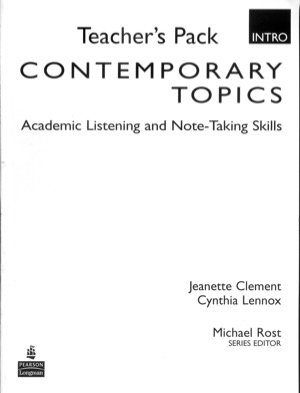 Teacher's Pack
INTRO
CONTEMPORARY
TOPICS
Academic Listening and Note-Taking Skills
Jeanette Clement
Cynthia Lennox
Michael Rost
SERIES EDITOR
PEARSON
Longman